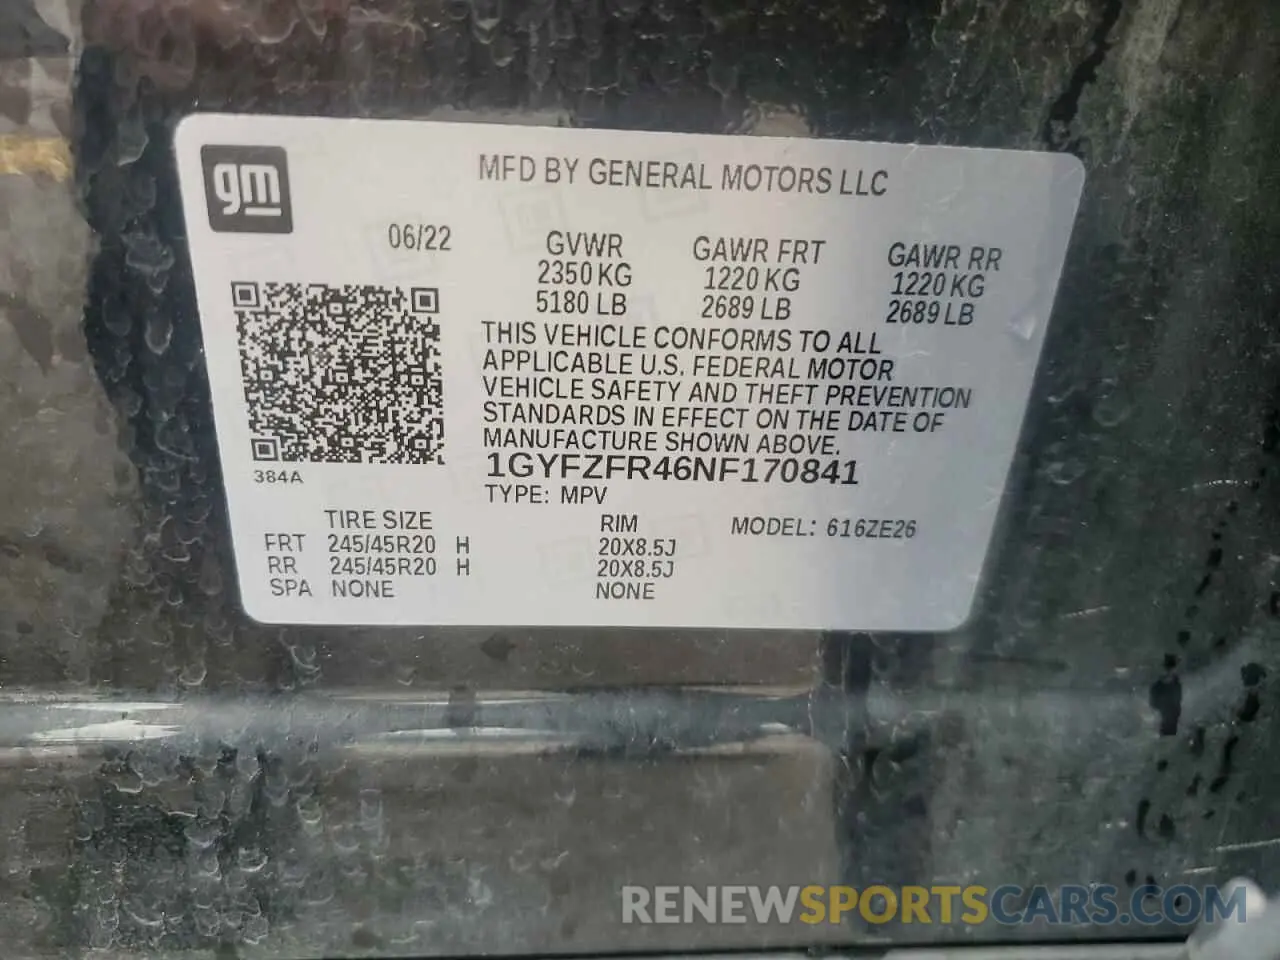 gm
MFD BY GENERAL MOTORS LLC
06/22
GVWR GAWR FRT GAWR RR
2350 KG 1220 KG 1220 KG
5180 LB 2689 LB 2689 LB
THIS VEHICLE CONFORMS TO ALL
APPLICABLE U.S. FEDERAL MOTOR
VEHICLE SAFETY AND THEFT PREVENTION
STANDARDS IN EFFECT ON THE DATE OF
MANUFACTURE SHOWN ABOVE.
384A
1GYFZFR46NF170841
TYPE: MPV
TIRE SIZE RIM MODEL: 616ZE26
FRT 245/45R20 H 20X8.5J
RR 245/45R20 H 20X8.5J
SPA NONE NONE
RENEWSPORTSCARS.COM